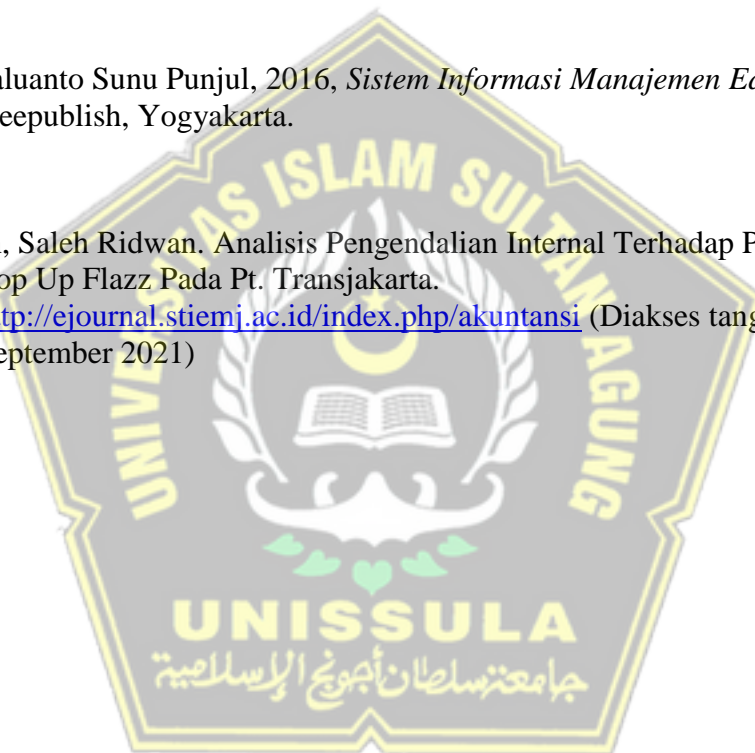 aluanto Sunu Punjul, 2016, Sistem Informasi Manajemen Ed
eepublish, Yogyakarta.
, Saleh Ridwan. Analisis Pengendalian Internal Terhadap P
op Up Flazz Pada Pt. Transjakarta.
tp://ejournal.stiemj.ac.id/index.php/akuntansi (Diakses tang
eptember 2021)
UNIVERSITAS ISLAM SULTAN AGUNG
UNISSULA
جامعة سلطان أجونج الإسلامية